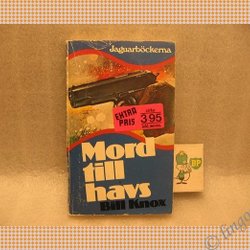 Jaguarböckerna
EXTRA
PRIS
3.95
Mord
till
havs
Bill Knox
BP